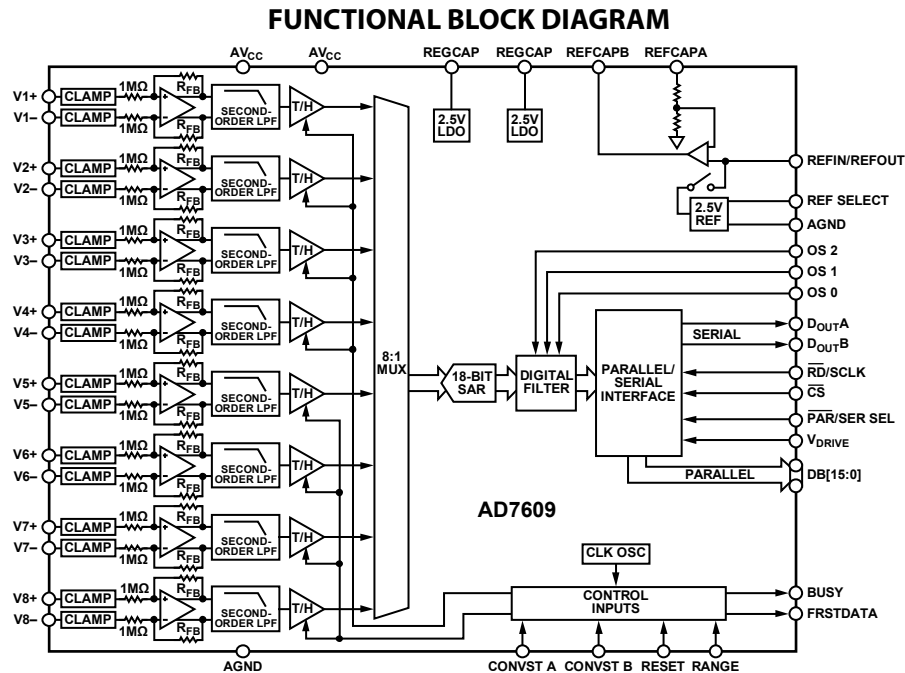 FUNCTIONAL BLOCK DIAGRAM
AVCC
AVCC
REGCAP
REGCAP
REFCAPB
REFCAPA
V1+
CLAMP
1MΩ
RFB
V1–
CLAMP
1MΩ
RFB
SECOND-
ORDER LPF
T/H
2.5V
LDO
2.5V
LDO
V2+
CLAMP
1MΩ
RFB
V2–
CLAMP
1MΩ
RFB
SECOND-
ORDER LPF
T/H
REFIN/REFOUT
2.5V
REF
REF SELECT
AGND
V3+
CLAMP
1MΩ
RFB
V3–
CLAMP
1MΩ
RFB
SECOND-
ORDER LPF
T/H
OS 2
OS 1
OS 0
V4+
CLAMP
1MΩ
RFB
V4–
CLAMP
1MΩ
RFB
SECOND-
ORDER LPF
T/H
8:1
MUX
18-BIT
SAR
DIGITAL
FILTER
PARALLEL/
SERIAL
INTERFACE
SERIAL
DOUTA
DOUTB
RD/SCLK
CS
PAR/SER SEL
VDRIVE
PARALLEL
DB[15:0]
V5+
CLAMP
1MΩ
RFB
V5–
CLAMP
1MΩ
RFB
SECOND-
ORDER LPF
T/H
V6+
CLAMP
1MΩ
RFB
V6–
CLAMP
1MΩ
RFB
SECOND-
ORDER LPF
T/H
AD7609
V7+
CLAMP
1MΩ
RFB
V7–
CLAMP
1MΩ
RFB
SECOND-
ORDER LPF
T/H
CLK OSC
V8+
CLAMP
1MΩ
RFB
V8–
CLAMP
1MΩ
RFB
SECOND-
ORDER LPF
T/H
CONTROL
INPUTS
BUSY
FRSTDATA
AGND
CONVST A
CONVST B
RESET
RANGE